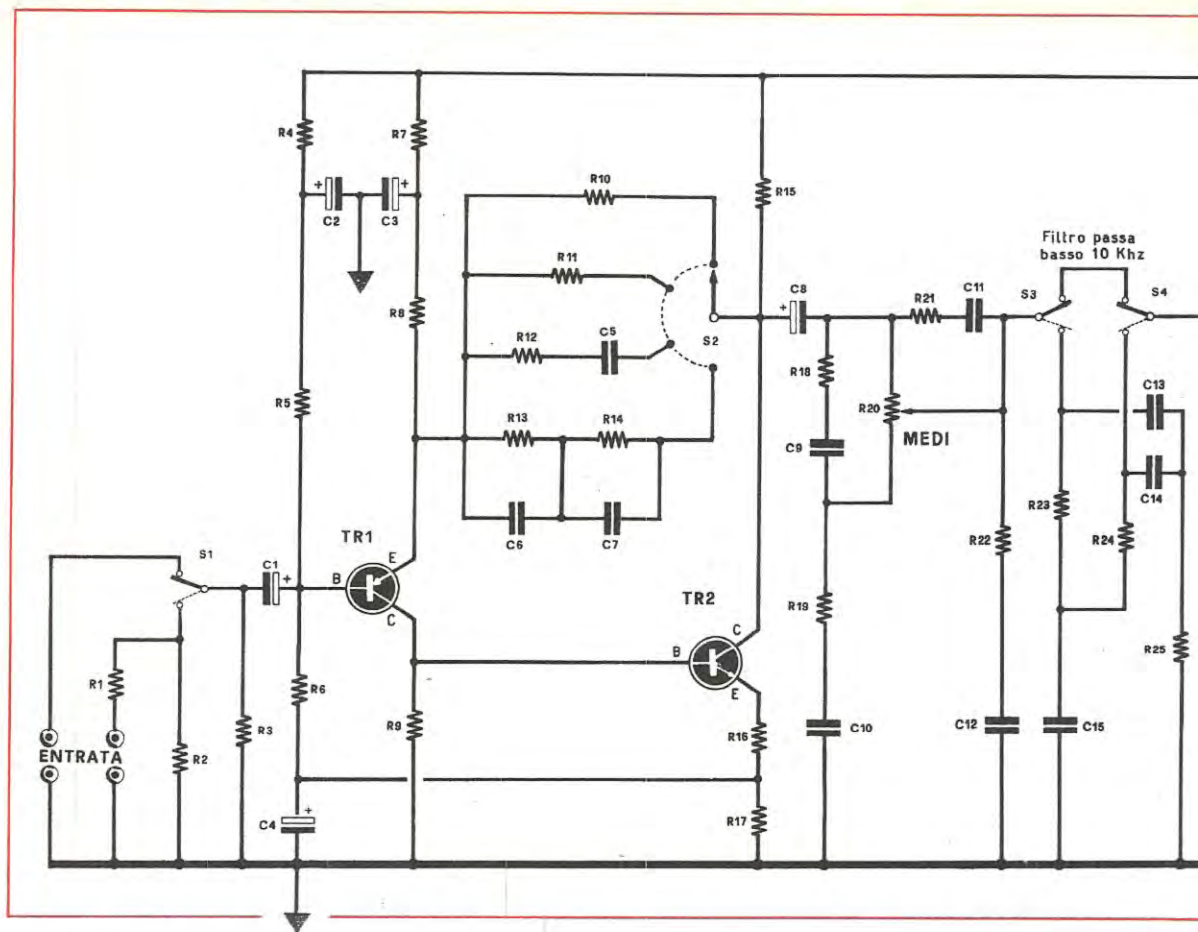 R4
R7
+
C2
C3
+
R10
R15
R11
Filtro passa
basso 10 Khz
R8
C8
+
R21
C11
S3
S4
R12
C5
S2
R18
R5
R13
R14
R20
MEDI
C13
C9
C14
C6
C7
R23
R22
R24
TR1
S1
C1
+
B
E
C
TR2
R19
C
B
E
R25
R1
R6
R3
R9
R16
C10
C12
C15
ENTRATA
R2
C4
+
R17